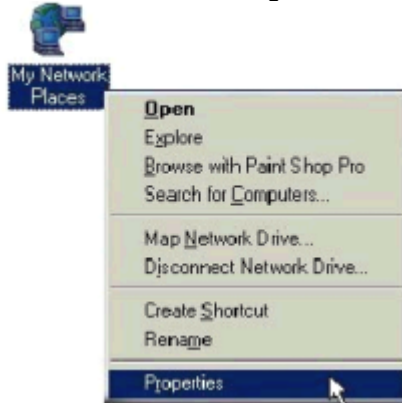 My Network
Places
Open
Explore
Browse with Paint Shop Pro
Search for Computers...
Map Network Drive...
Disconnect Network Drive...
Create Shortcut
Rename
Properties